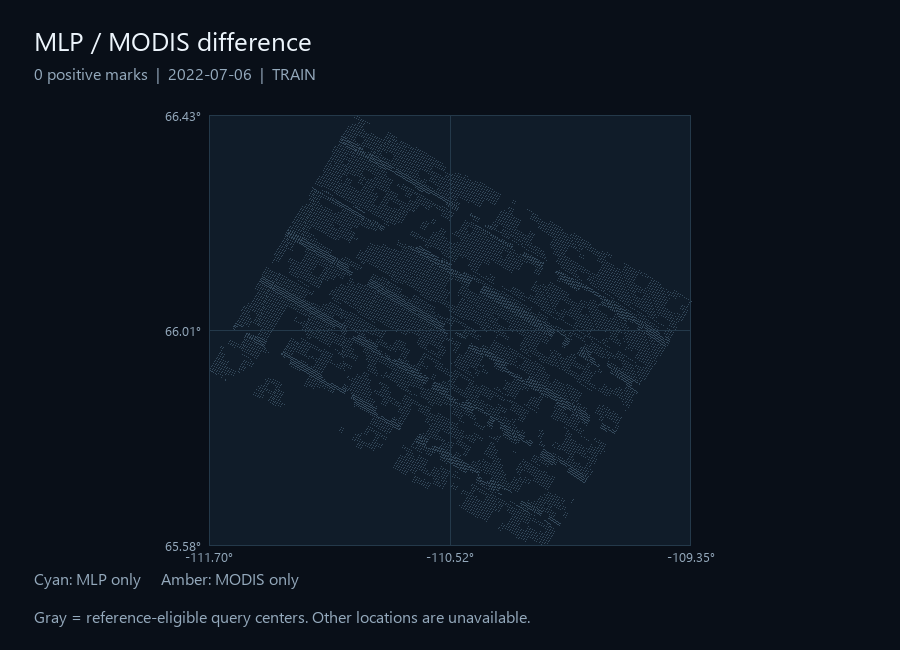 MLP / MODIS difference
0 positive marks | 2022-07-06 | TRAIN
66.43°
66.01°
65.58°
-111.70° -110.52° -109.35°
Cyan: MLP only Amber: MODIS only
Gray = reference-eligible query centers. Other locations are unavailable.